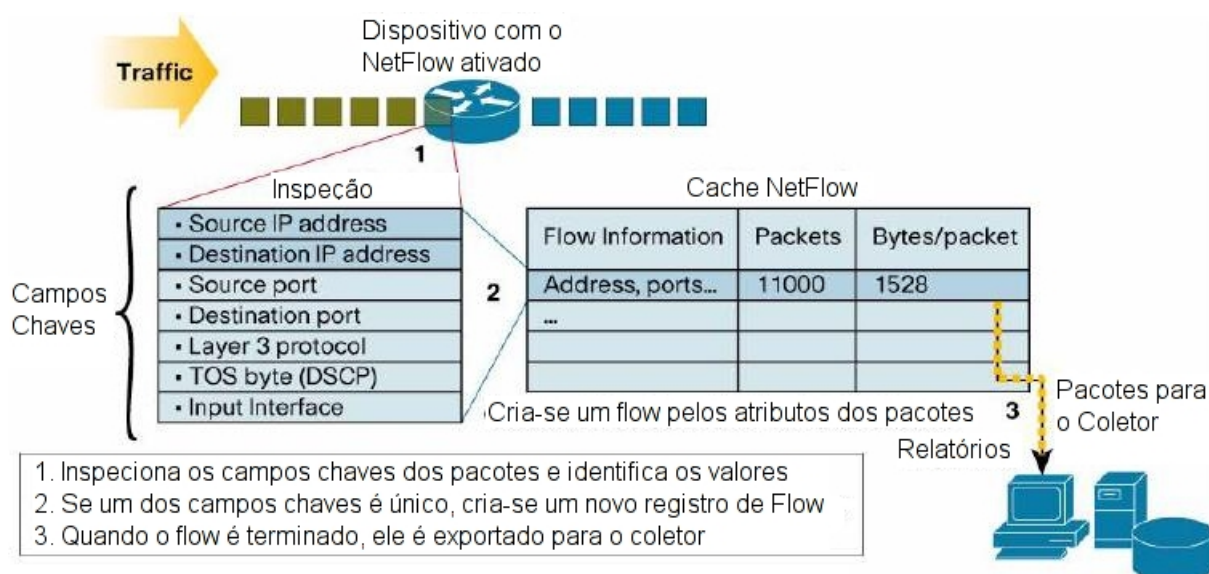 Dispositivo com o
NetFlow ativado
Traffic
1
Inspeção
Cache NetFlow
Campos
Chaves
• Source IP address
• Destination IP address
• Source port
• Destination port
• Layer 3 protocol
• TOS byte (DSCP)
• Input Interface
2
Flow Information Packets Bytes/packet
Address, ports... 11000 1528
...
Cria-se um flow pelos atributos dos pacotes
3
Pacotes para
o Coletor
Relatórios
1. Inspeciona os campos chaves dos pacotes e identifica os valores
2. Se um dos campos chaves é único, cria-se um novo registro de Flow
3. Quando o flow é terminado, ele é exportado para o coletor